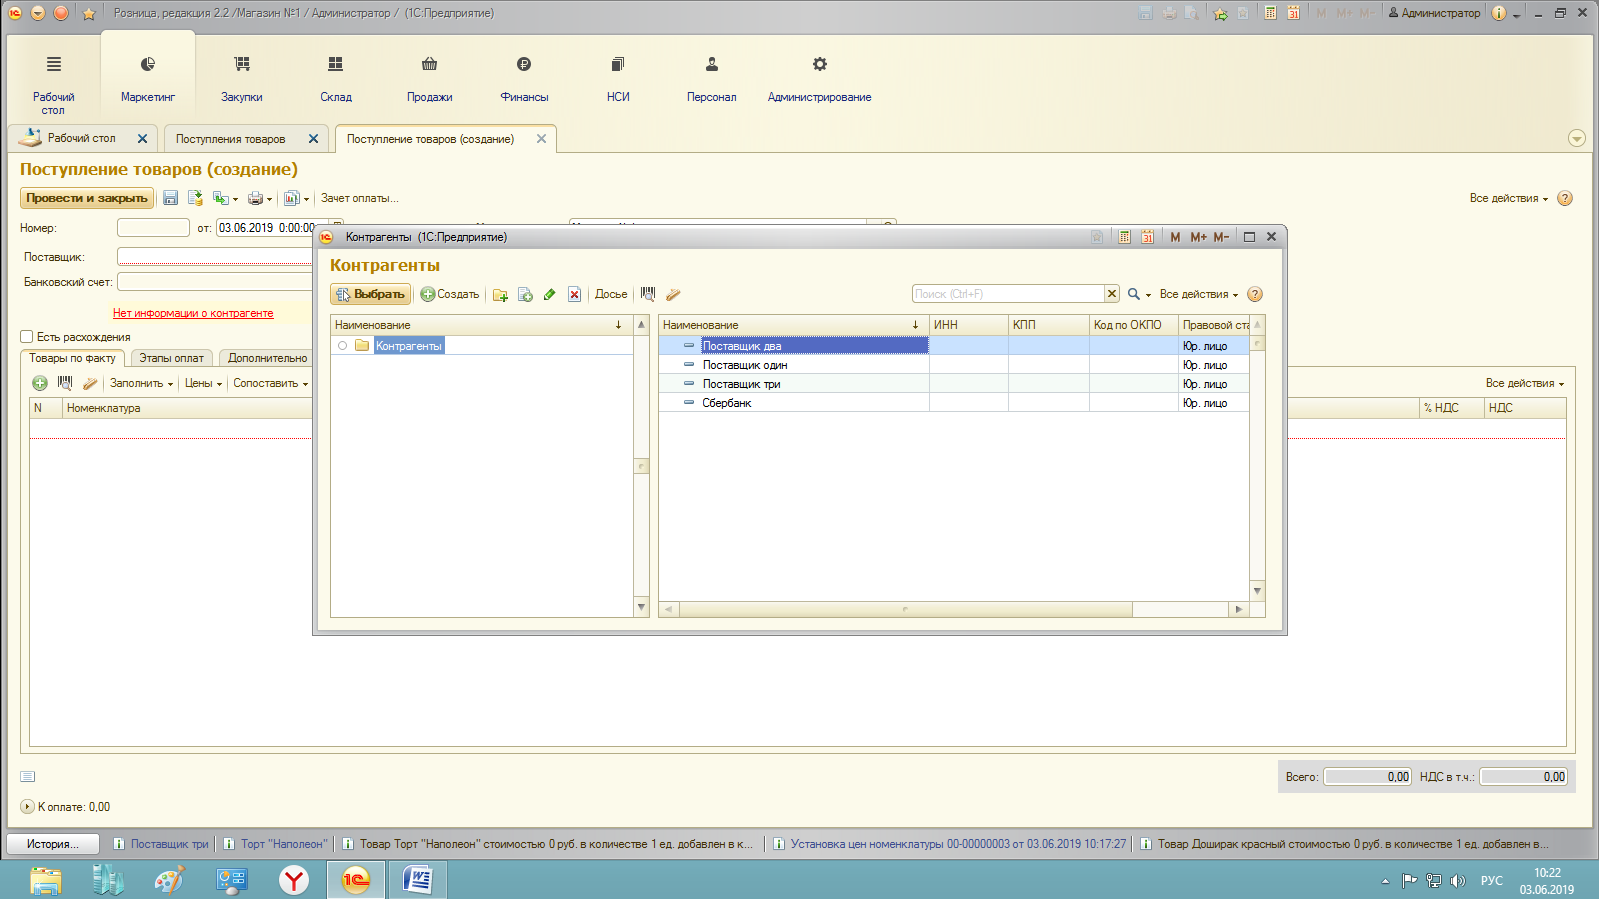 Розница, редакция 2.2 /Магазин №1 / Администратор / (1С:Предприятие)
M M+ M- Администратор
Рабочий стол
Маркетинг
Закупки
Склад
Продажи
Финансы
НСИ
Персонал
Администрирование
Рабочий стол
Поступления товаров
Поступление товаров (создание)
Поступление товаров (создание)
Провести и закрыть
Зачет оплаты...
Все действия
Номер:
от: 03.06.2019 0:00:00
Поставщик:
Банковский счет:
Нет информации о контрагенте
Есть расхождения
Товары по факту
Этапы оплат
Дополнительно
Заполнить
Цены
Сопоставить
Все действия
N
Номенклатура
% НДС
НДС
Контрагенты (1С:Предприятие)
31 M M+ M-
Контрагенты
Выбрать
Создать
Досье
Поиск (Ctrl+F)
Все действия
Наименование
Контрагенты
Наименование ИНН КПП Код по ОКПО Правовой ста
Поставщик два Юр. лицо
Поставщик один Юр. лицо
Поставщик три Юр. лицо
Сбербанк Юр. лицо
Всего: 0,00 НДС в т.ч.: 0,00
К оплате: 0,00
История...
Поставщик три
Торт "Наполеон"
Товар Торт "Наполеон" стоимостью 0 руб. в количестве 1 ед. добавлен в к...
Установка цен номенклатуры 00-00000003 от 03.06.2019 10:17:27
Товар Доширак красный стоимостью 0 руб. в количестве 1 ед. добавлен в...
РУС
10:22
03.06.2019